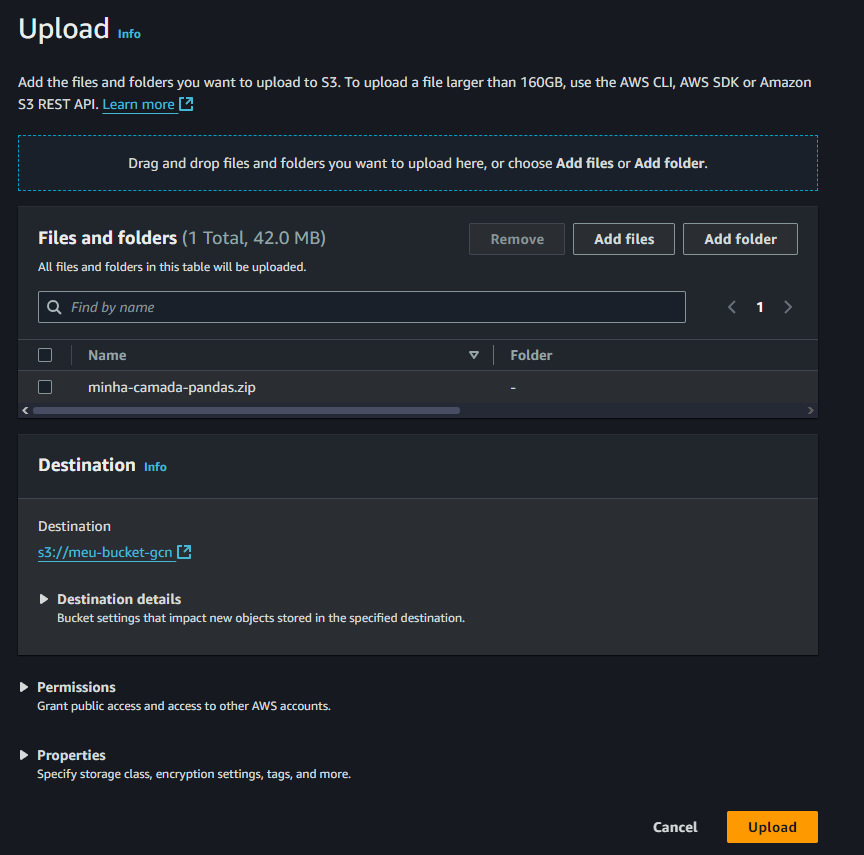 Upload Info
Add the files and folders you want to upload to S3. To upload a file larger than 160GB, use the AWS CLI, AWS SDK or Amazon
S3 REST API. Learn more
Drag and drop files and folders you want to upload here, or choose Add files or Add folder.
Files and folders (1 Total, 42.0 MB)
Remove
Add files
Add folder
All files and folders in this table will be uploaded.
Find by name
1
Name
Folder
minha-camada-pandas.zip
-
Destination Info
Destination
s3://meu-bucket-gcn
Destination details
Bucket settings that impact new objects stored in the specified destination.
Permissions
Grant public access and access to other AWS accounts.
Properties
Specify storage class, encryption settings, tags, and more.
Cancel
Upload